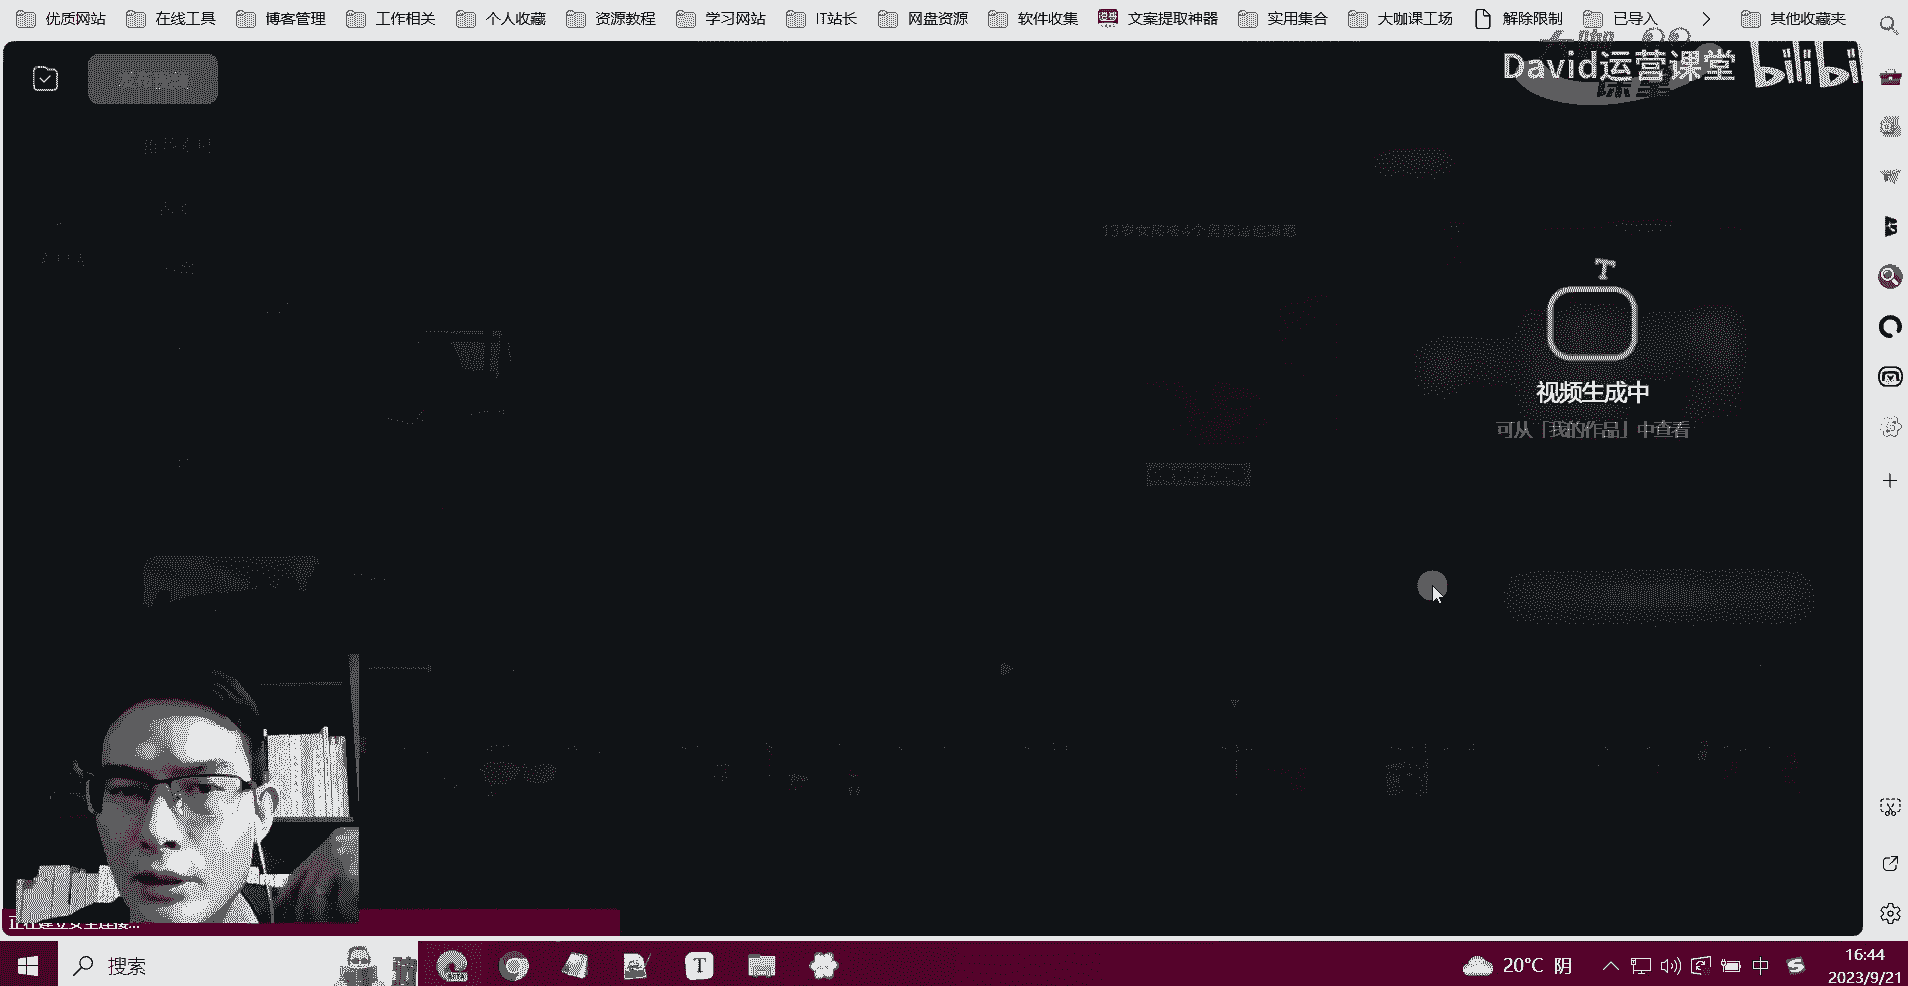 优质网站 在线工具 博客管理 工作相关 个人收藏 资源教程 学习网站 IT站长 网盘资源 软件收集 文案提取神器 实用集合 大咖课工场 解除限制 已导入 其他收藏夹
David运营课堂 bilibi
课堂
T
视频生成中
可从「我的作品」中查看
搜索
T
20°C 阴
中
16:44
2023/9/21